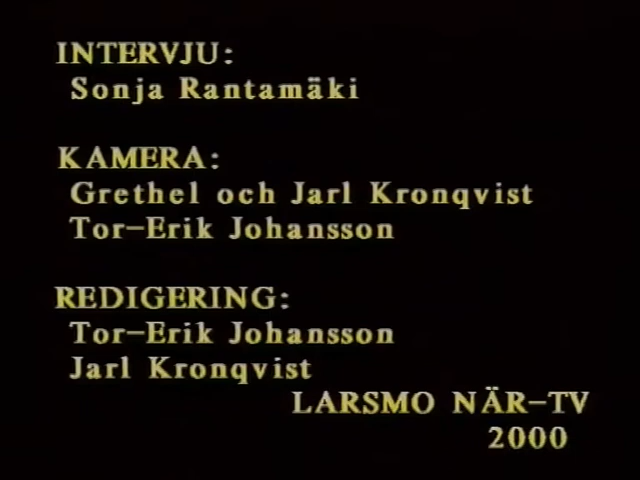 INTERVJU:
Sonja Rantamäki
KAMERA:
Grethel och Jarl Kronqvist
Tor-Erik Johansson
REDIGERING:
Tor-Erik Johansson
Jarl Kronqvist
LARSMO NÄR-TV
2000